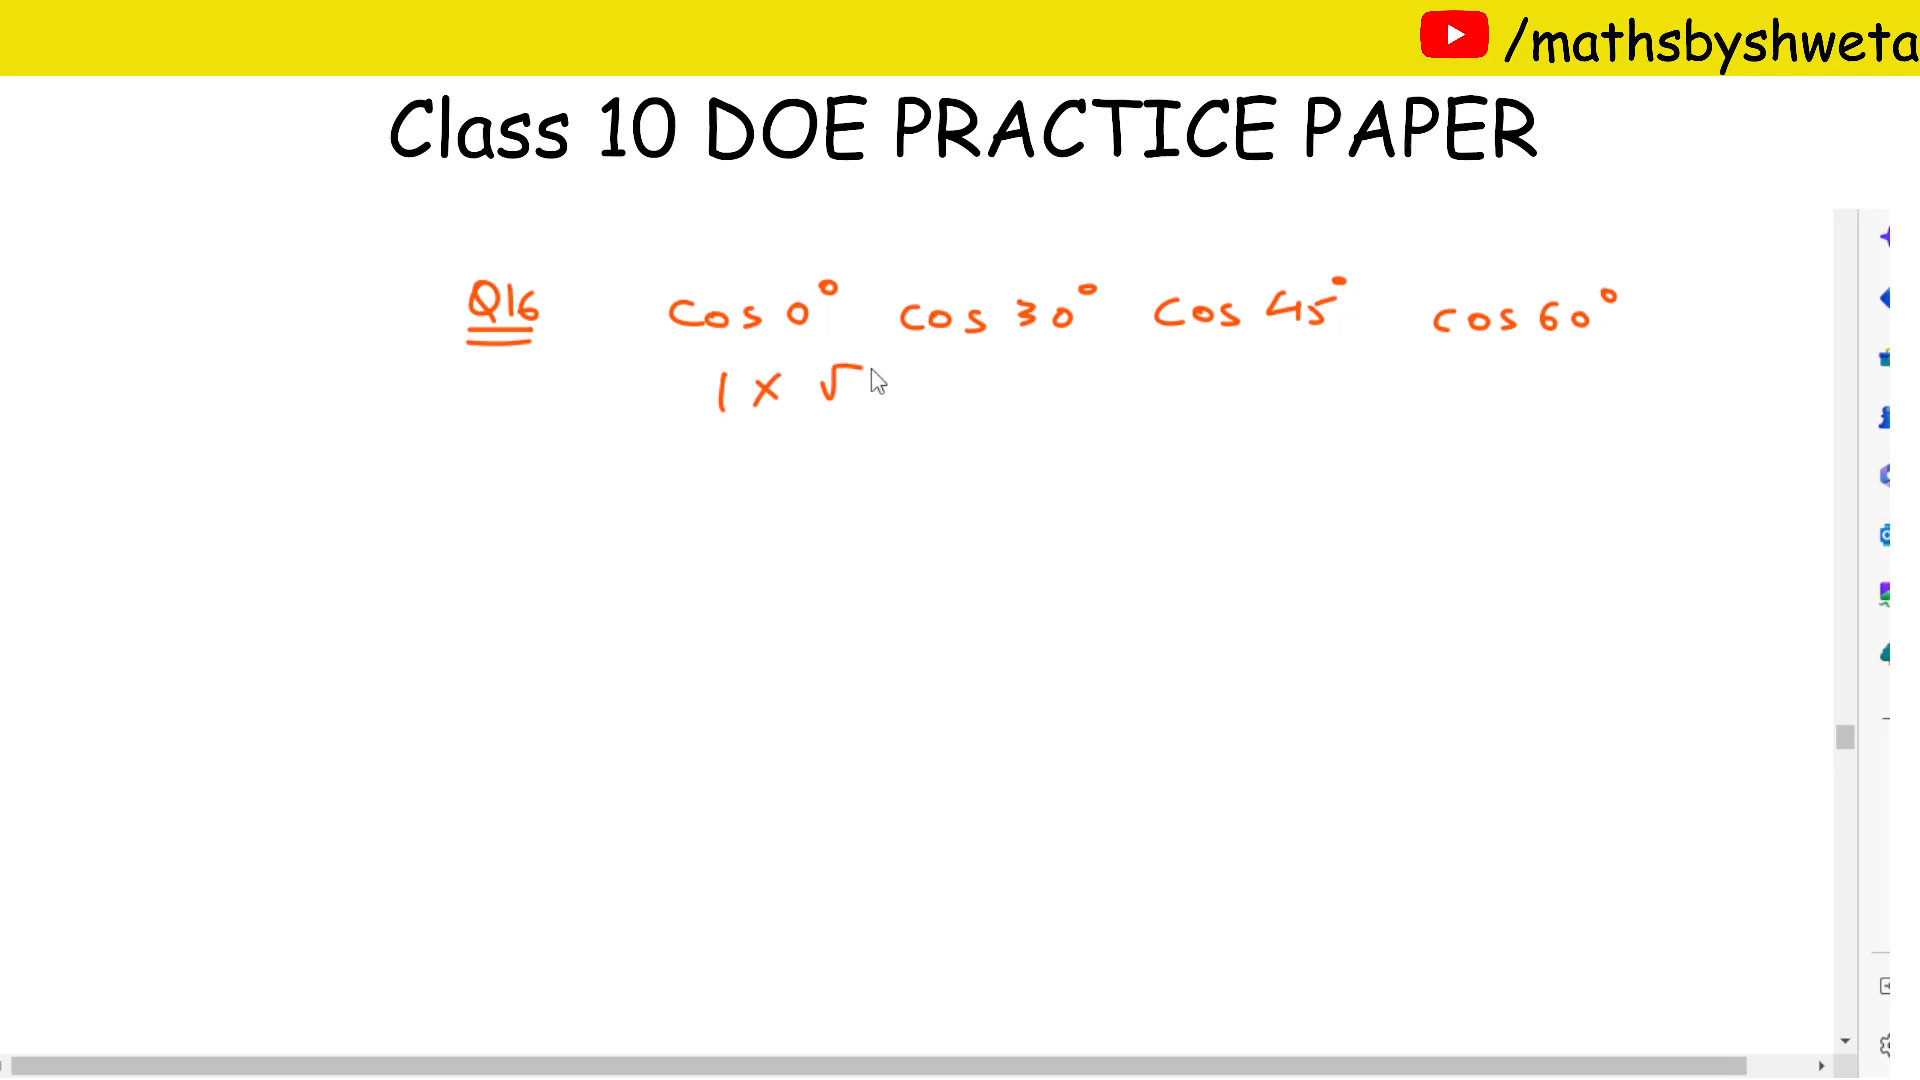 /mathsbyshweta
Class 10 DOE PRACTICE PAPER
Q16 cos 0° cos 30° cos 45° cos 60°
1 × √